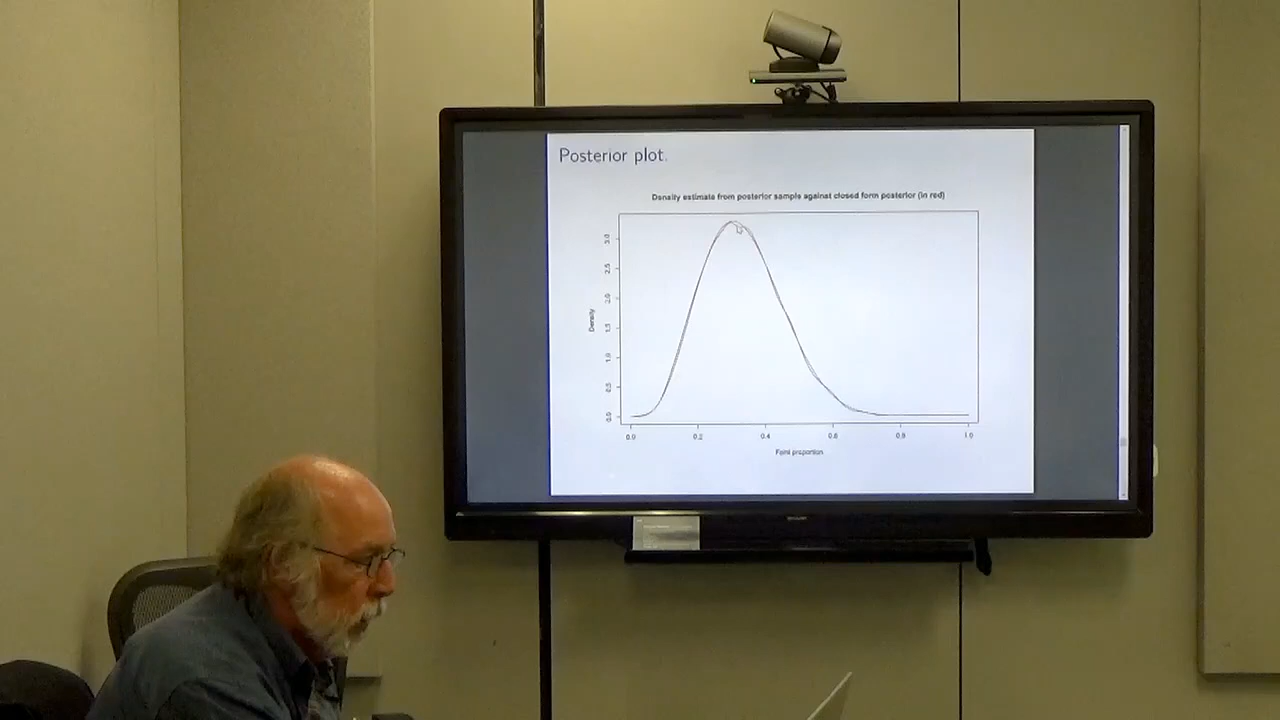 Posterior plot.
Density estimate from posterior sample against closed form posterior (in red)
3.0
2.5
2.0
1.5
1.0
0.5
0.0
Density
0.0 0.2 0.4 0.6 0.8 1.0
proportion